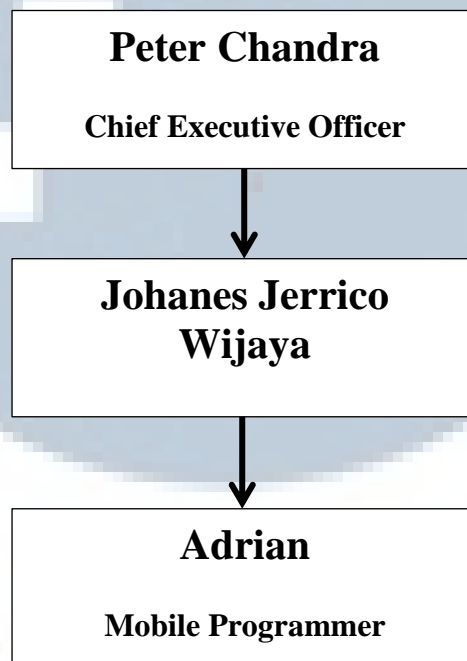 Peter Chandra
Chief Executive Officer
Johanes Jerrico
Wijaya
Adrian
Mobile Programmer